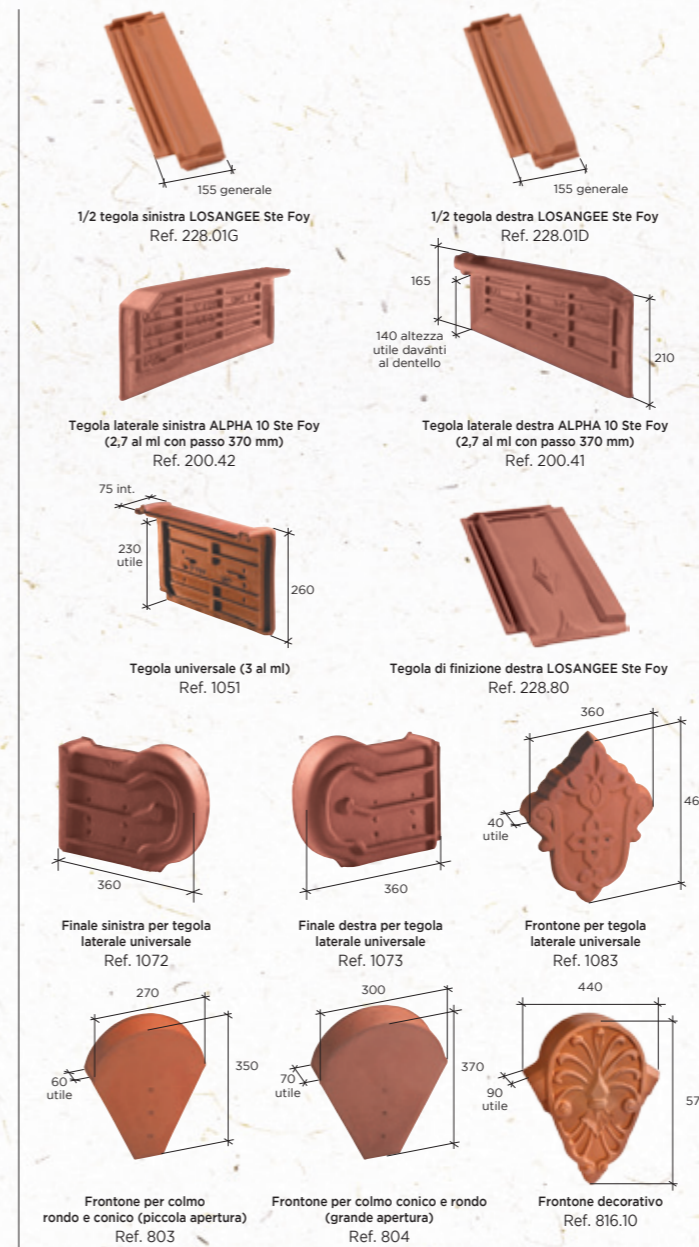 155 generale
1/2 tegola sinistra LOSANGEE Ste Foy
Ref. 228.01G
155 generale
1/2 tegola destra LOSANGEE Ste Foy
Ref. 228.01D
Tegola laterale sinistra ALPHA 10 Ste Foy
(2,7 al ml con passo 370 mm)
Ref. 200.42
165
140 altezza
utile davanti
al dentello
210
Tegola laterale destra ALPHA 10 Ste Foy
(2,7 al ml con passo 370 mm)
Ref. 200.41
75 int.
230
utile
260
Tegola universale (3 al ml)
Ref. 1051
Tegola di finizione destra LOSANGEE Ste Foy
Ref. 228.80
360
Finale sinistra per tegola
laterale universale
Ref. 1072
360
Finale destra per tegola
laterale universale
Ref. 1073
360
40
utile
Frontone per tegola
laterale universale
Ref. 1083
270
60
utile
350
Frontone per colmo
rondo e conico (piccola apertura)
Ref. 803
300
70
utile
370
Frontone per colmo conico e rondo
(grande apertura)
Ref. 804
440
90
utile
Frontone decorativo
Ref. 816.10